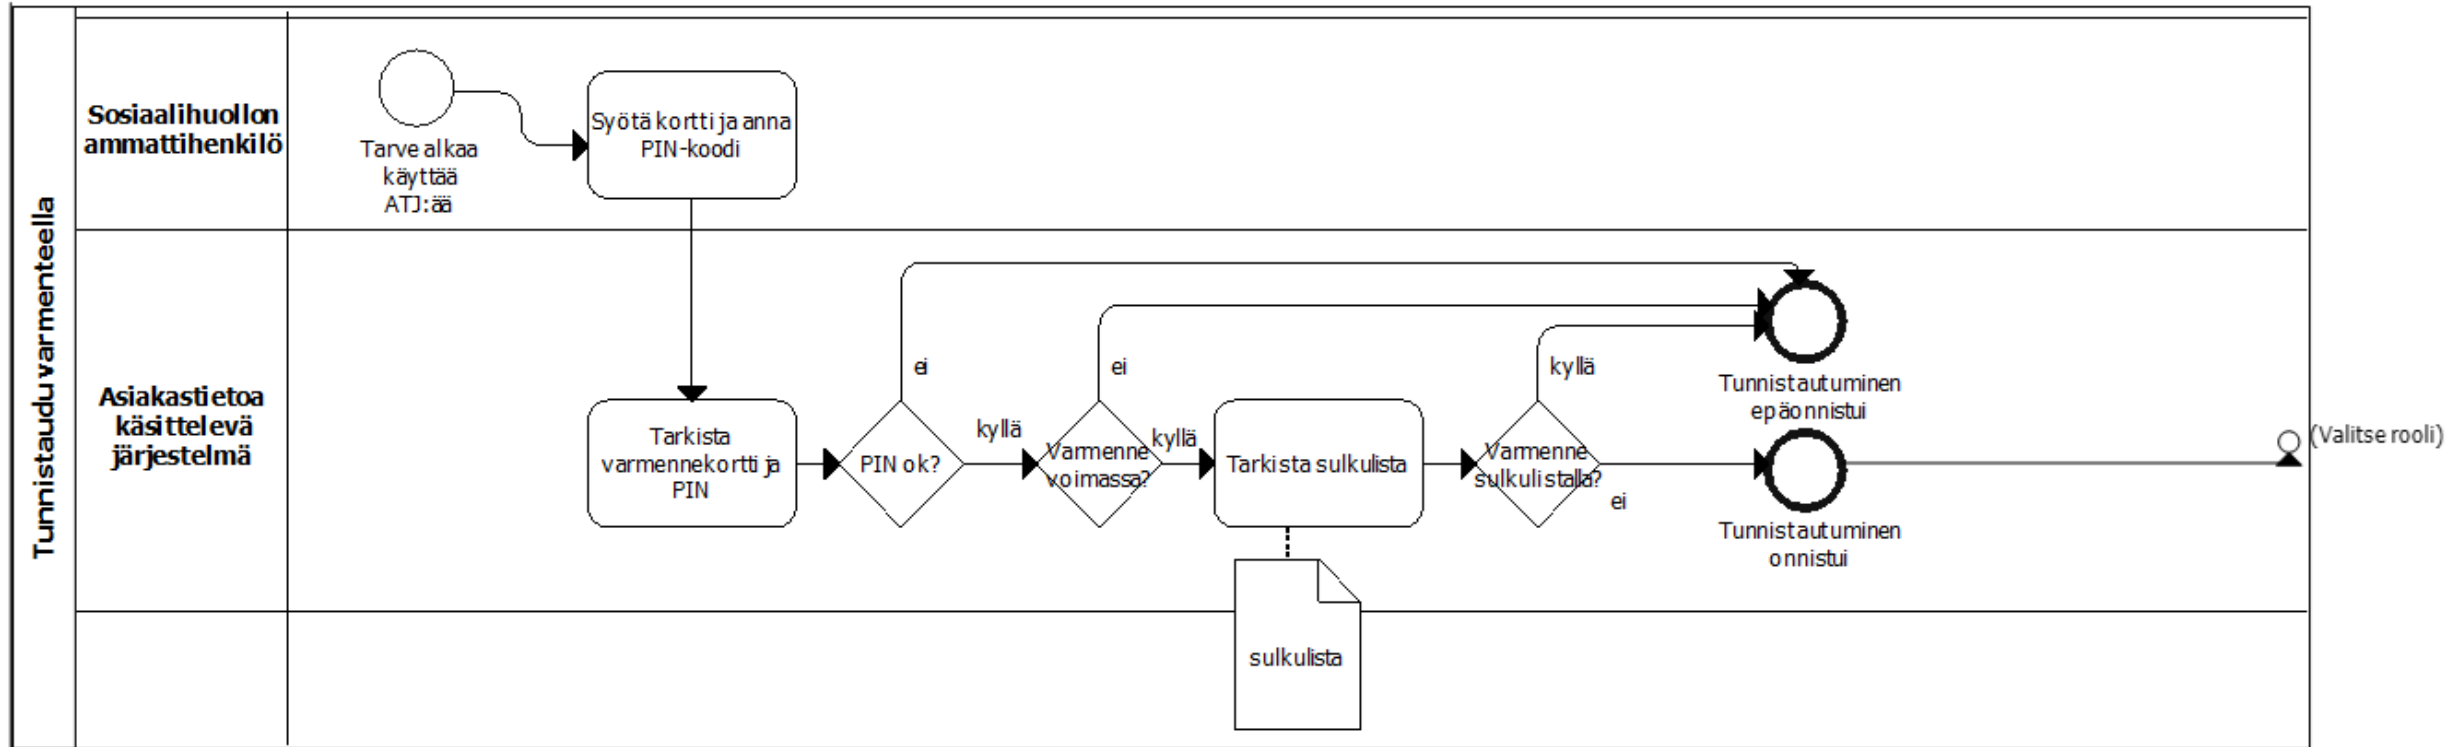 Tunnistaudu varmenteella
Sosiaalihuollon
ammattihenkilö
Tarve alkaa
käyttää
ATJ:ää
Syötä kortti ja anna
PIN-koodi
Asiakastietoa
käsittelevä
järjestelmä
Tarkista
varmennekortti ja
PIN
PIN ok?
ei
kyllä
Varmenne
voimassa?
ei
kyllä
Tarkista sulkulista
Varmenne
sulkulistalla?
kyllä
ei
Tunnistautuminen
epäonnistui
Tunnistautuminen
onnistui
(Valitse rooli)
sulkulista